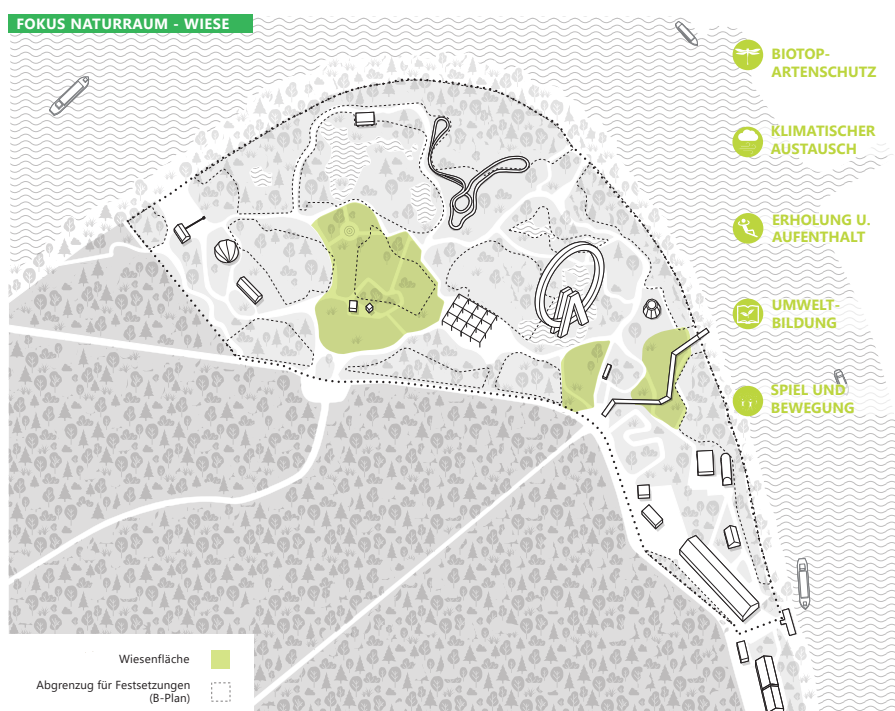 FOKUS NATURRAUM - WIESE
BIOTOP-
ARTENSCHUTZ
KLIMATISCHER
AUSTAUSCH
ERHOLUNG U.
AUFENTHALT
UMWELT-
BILDUNG
SPIEL UND
BEWEGUNG
Wiesenfläche
Abgrenzug für Festsetzungen
(B-Plan)